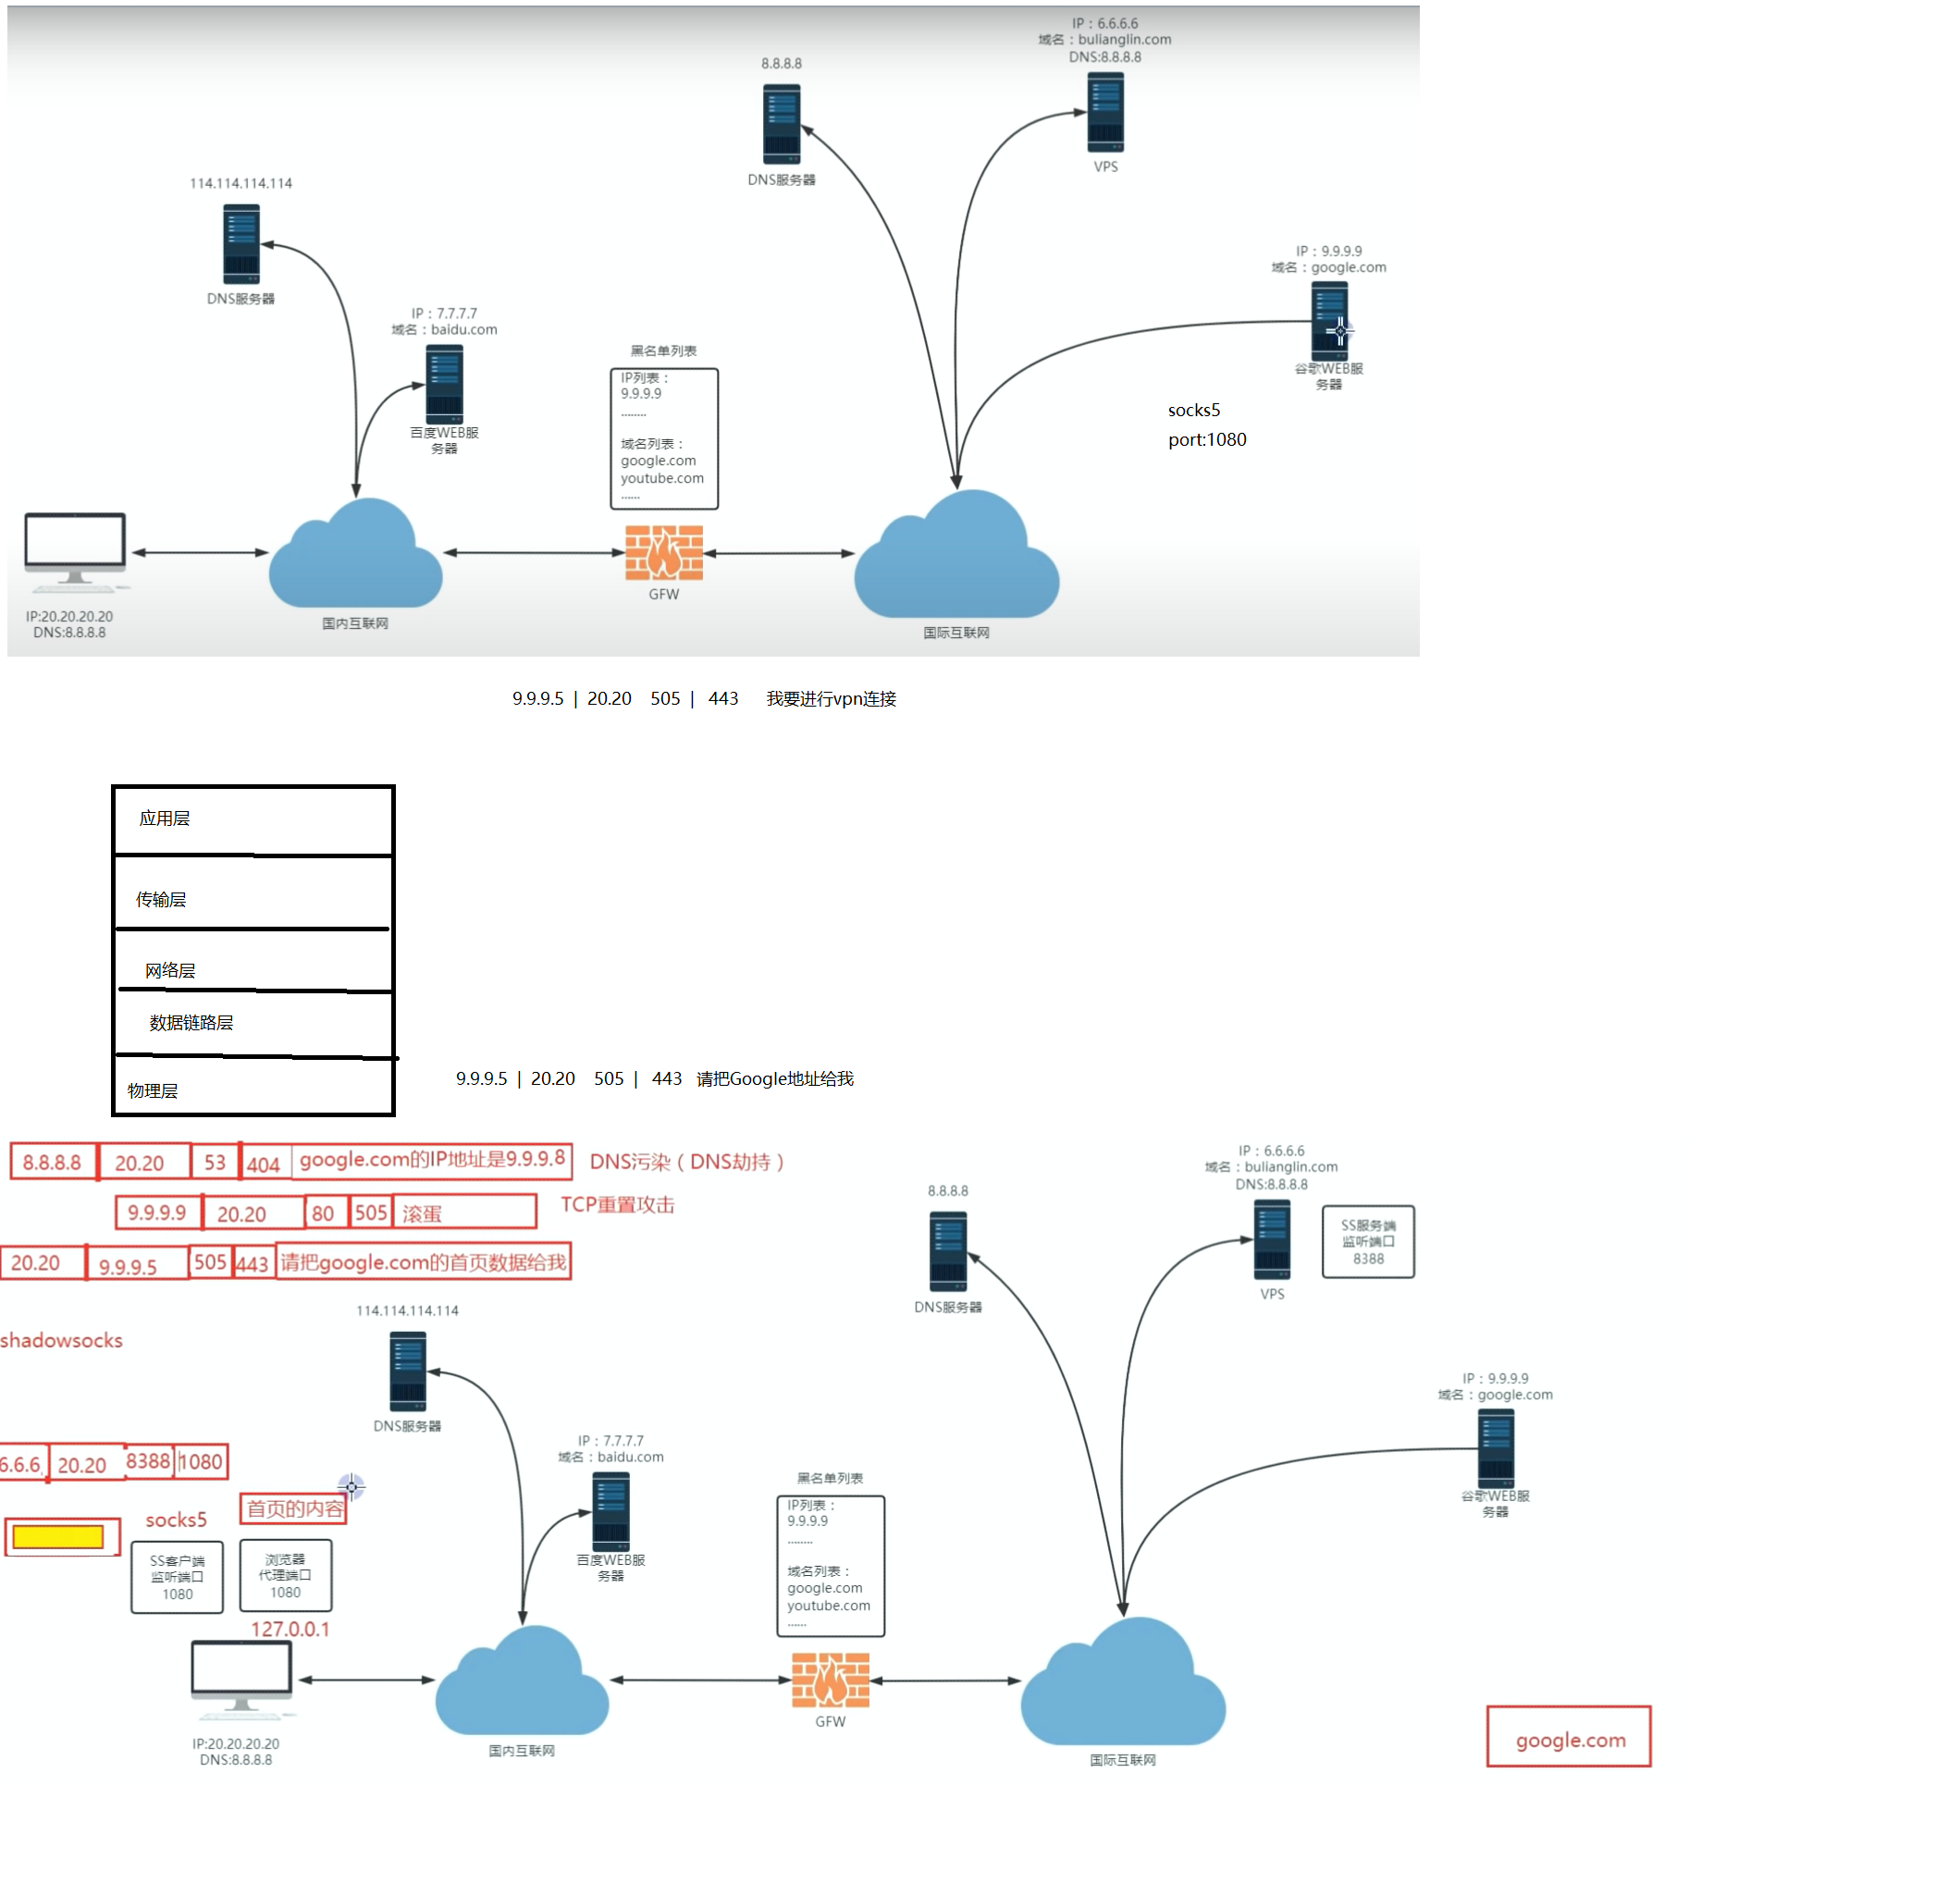 IP：6.6.6.6
域名：bulianglin.com
DNS:8.8.8.8
8.8.8.8
DNS服务器
VPS
114.114.114.114
DNS服务器
IP：7.7.7.7
域名：baidu.com
百度WEB服
务器
IP：9.9.9.9
域名：google.com
谷歌WEB服
务器
socks5
port:1080
黑名单列表
IP列表：
9.9.9.9
........
域名列表：
google.com
youtube.com
......
GFW
IP:20.20.20.20
DNS:8.8.8.8
国内互联网
国际互联网
9.9.9.5 | 20.20 505 | 443 我要进行vpn连接
应用层
传输层
网络层
数据链路层
物理层
9.9.9.5 | 20.20 505 | 443 请把Google地址给我
8.8.8.8 20.20 53 404 google.com的IP地址是9.9.9.8 DNS污染（DNS劫持）
9.9.9.9 20.20 80 505 滚蛋 TCP重置攻击
20.20 9.9.9.5 505 443 请把google.com的首页数据给我
shadowsocks
IP：6.6.6.6
域名：bulianglin.com
DNS:8.8.8.8
8.8.8.8
DNS服务器
VPS
SS服务端
监听端口
8388
114.114.114.114
DNS服务器
IP：7.7.7.7
域名：baidu.com
百度WEB服
务器
IP：9.9.9.9
域名：google.com
谷歌WEB服
务器
6.6.6 20.20 8388 1080
socks5
首页的内容
SS客户端
监听端口
1080
浏览器
代理端口
1080
127.0.0.1
黑名单列表
IP列表：
9.9.9.9
........
域名列表：
google.com
youtube.com
......
GFW
IP:20.20.20.20
DNS:8.8.8.8
国内互联网
国际互联网
google.com